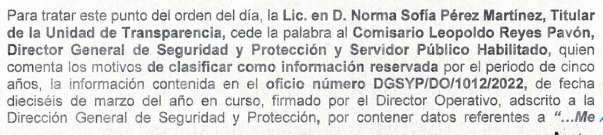 Para tratar este punto del orden del día, la Lic. en D. Norma Sofía Pérez Martínez, Titular
de la Unidad de Transparencia, cede la palabra al Comisario Leopoldo Reyes Pavón,
Director General de Seguridad y Protección y Servidor Público Habilitado, quien
comenta los motivos de clasificar como información reservada por el periodo de cinco
años, la información contenida en el oficio número DGSYP/DO/1012/2022, de fecha
dieciséis de marzo del año en curso, firmado por el Director Operativo, adscrito a la
Dirección General de Seguridad y Protección, por contener datos referentes a "...Me